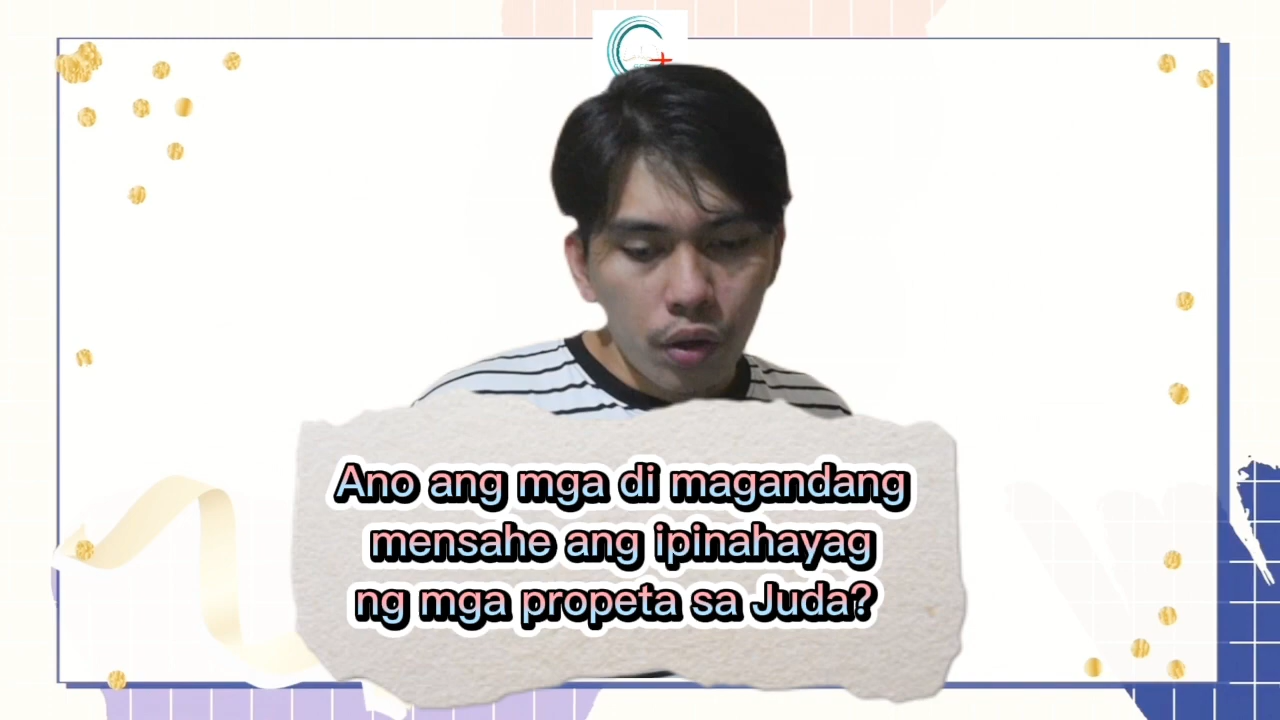 Ano ang mga di magandang
mensahe ang ipinahayag
ng mga propeta sa Juda?